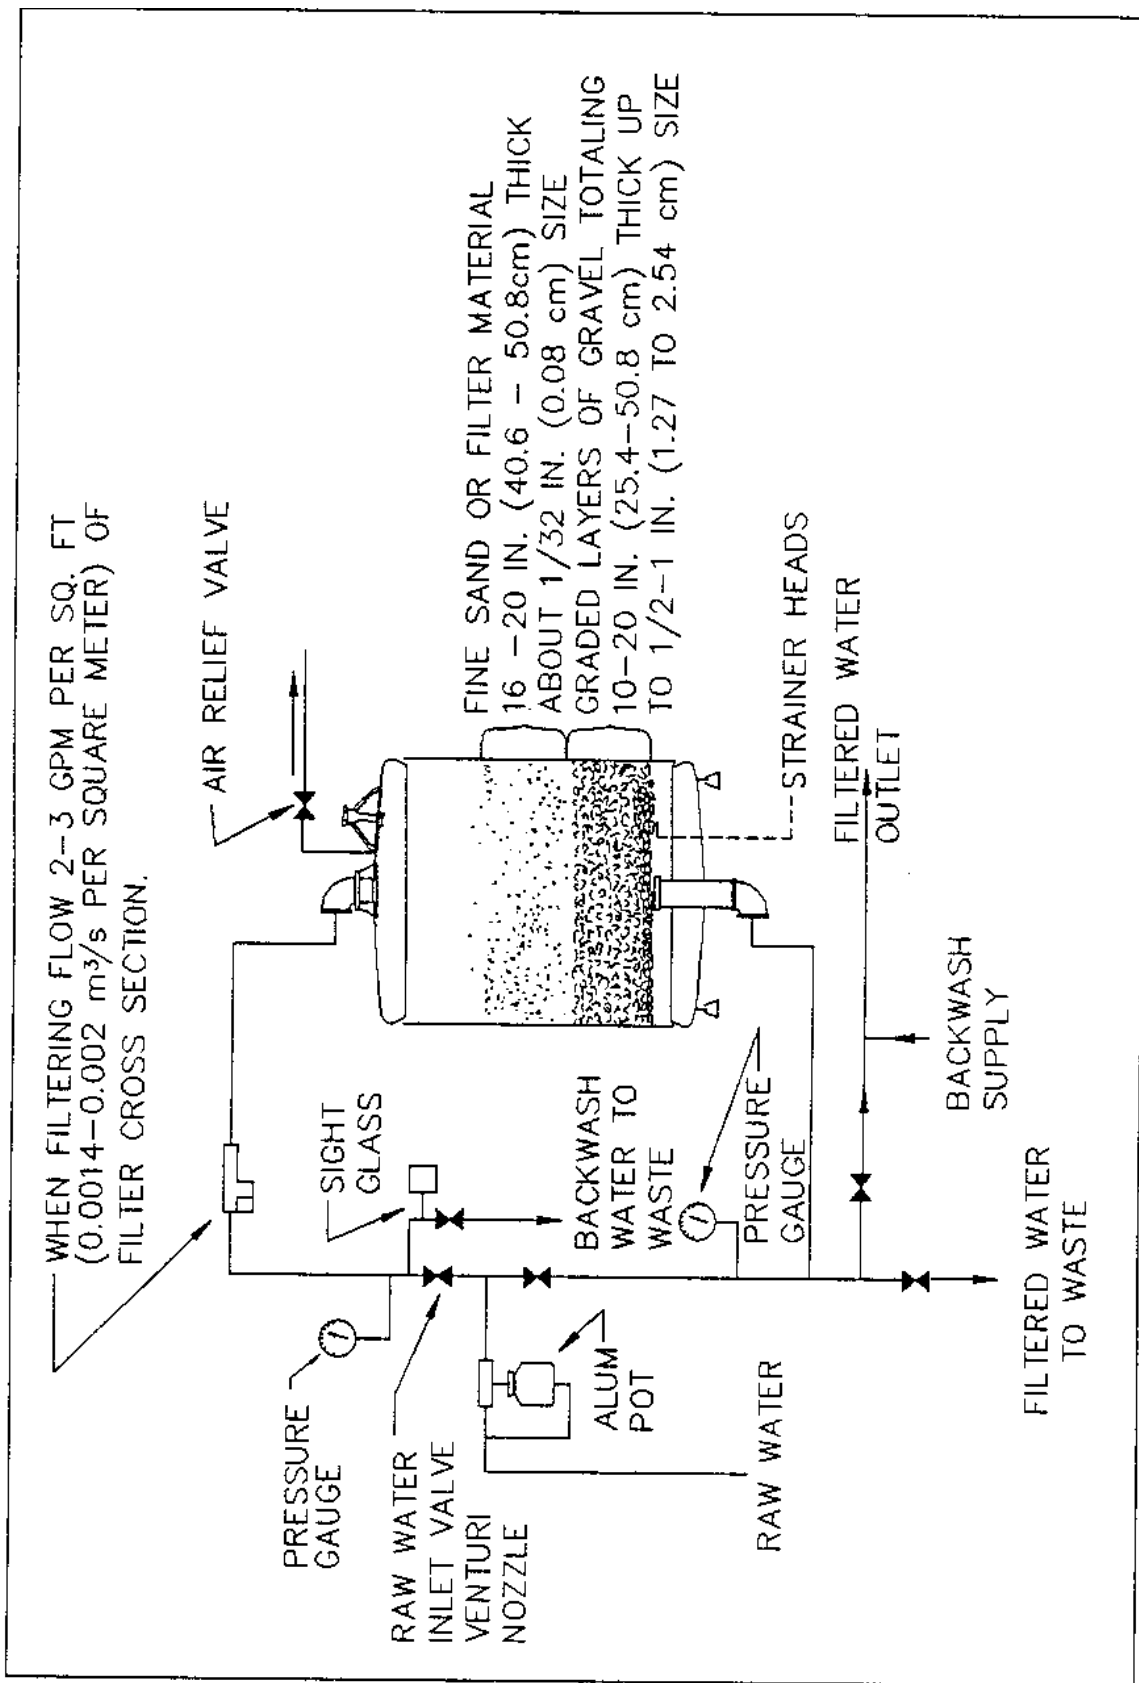 WHEN FILTERING FLOW 2-3 GPM PER SQ. FT
(0.0014-0.002 m³/s PER SQUARE METER) OF
FILTER CROSS SECTION.
AIR RELIEF VALVE
PRESSURE
GAUGE
SIGHT
GLASS
RAW WATER
INLET VALVE
VENTURI
NOZZLE
BACKWASH
WATER TO
WASTE
ALUM
POT
PRESSURE
GAUGE
FINE SAND OR FILTER MATERIAL
16 -20 IN. (40.6 - 50.8cm) THICK
ABOUT 1/32 IN. (0.08 cm) SIZE
GRADED LAYERS OF GRAVEL TOTALING
10-20 IN. (25.4-50.8 cm) THICK UP
TO 1/2-1 IN. (1.27 TO 2.54 cm) SIZE
STRAINER HEADS
FILTERED WATER
OUTLET
RAW WATER
BACKWASH
SUPPLY
FILTERED WATER
TO WASTE